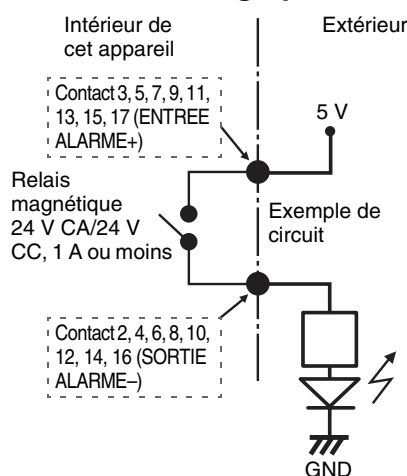 Intérieur de
cet appareil
Extérieur
Contact 3, 5, 7, 9, 11,
13, 15, 17 (ENTREE
ALARME+)
5 V
Relais
magnétique
24 V CA/24 V
CC, 1 A ou moins
Exemple de
circuit
Contact 2, 4, 6, 8, 10,
12, 14, 16 (SORTIE
ALARME–)
GND